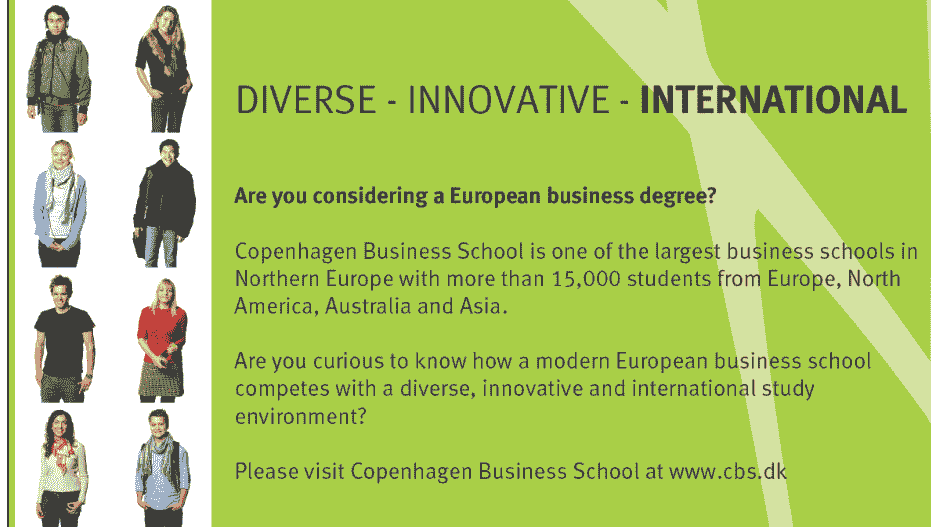 DIVERSE - INNOVATIVE - INTERNATIONAL
Are you considering a European business degree?
Copenhagen Business School is one of the largest business schools in
Northern Europe with more than 15,000 students from Europe, North
America, Australia and Asia.
Are you curious to know how a modern European business school
competes with a diverse, innovative and international study
environment?
Please visit Copenhagen Business School at www.cbs.dk